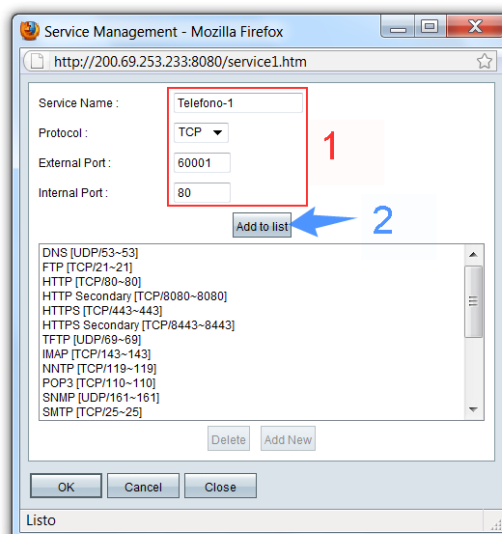 Service Management - Mozilla Firefox
http://200.69.253.233:8080/service1.htm
Service Name : Telefono-1
Protocol : TCP
External Port : 60001
Internal Port : 80
1
Add to list
2
DNS [UDP/53~53]
FTP [TCP/21~21]
HTTP [TCP/80~80]
HTTP Secondary [TCP/8080~8080]
HTTPS [TCP/443~443]
HTTPS Secondary [TCP/8443~8443]
TFTP [UDP/69~69]
IMAP [TCP/143~143]
NNTP [TCP/119~119]
POP3 [TCP/110~110]
SNMP [UDP/161~161]
SMTP [TCP/25~25]
Delete Add New
OK Cancel Close
Listo